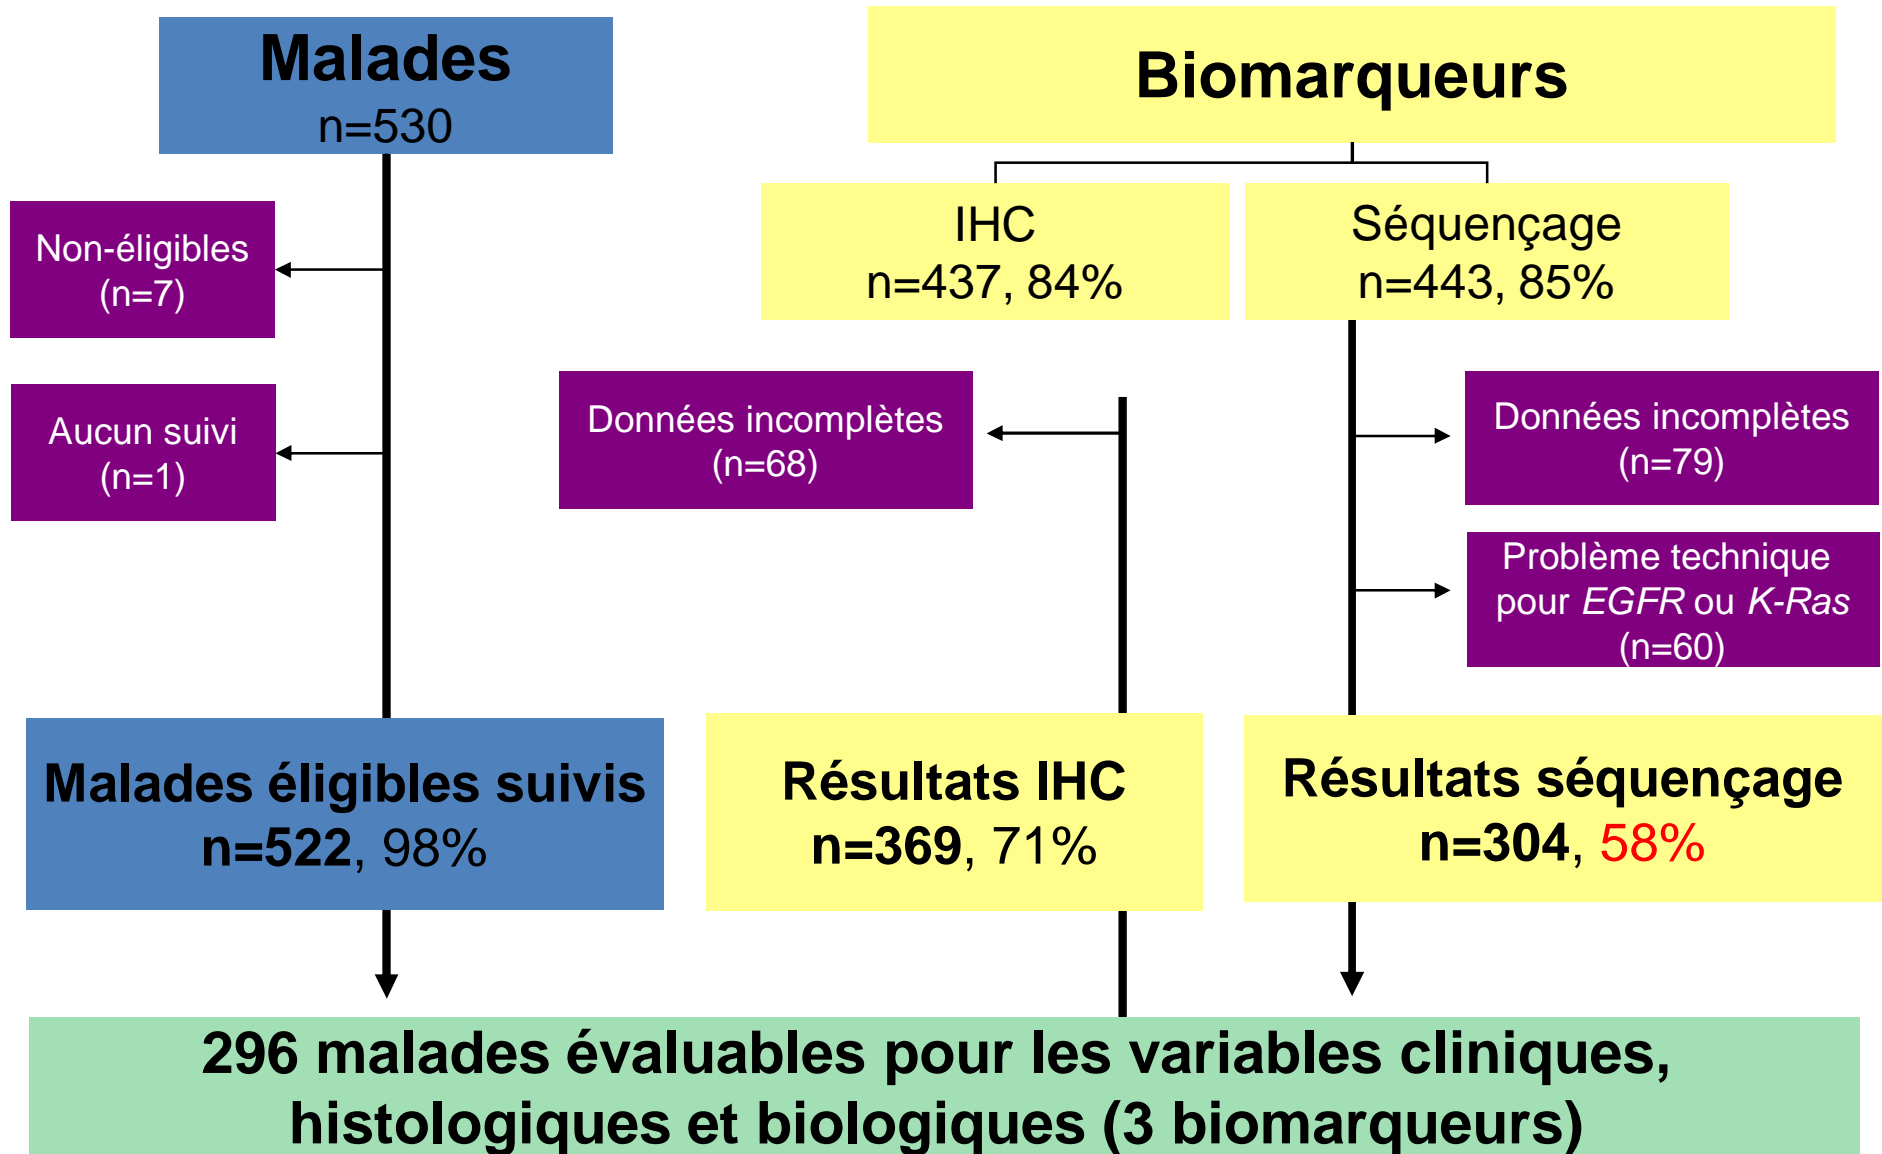 Malades
n=530
Biomarqueurs
IHC
n=437, 84%
Séquençage
n=443, 85%
Non-éligibles
(n=7)
Aucun suivi
(n=1)
Données incomplètes
(n=68)
Données incomplètes
(n=79)
Problème technique
pour EGFR ou K-Ras
(n=60)
Malades éligibles suivis
n=522, 98%
Résultats IHC
n=369, 71%
Résultats séquençage
n=304, 58%
296 malades évaluables pour les variables cliniques,
histologiques et biologiques (3 biomarqueurs)